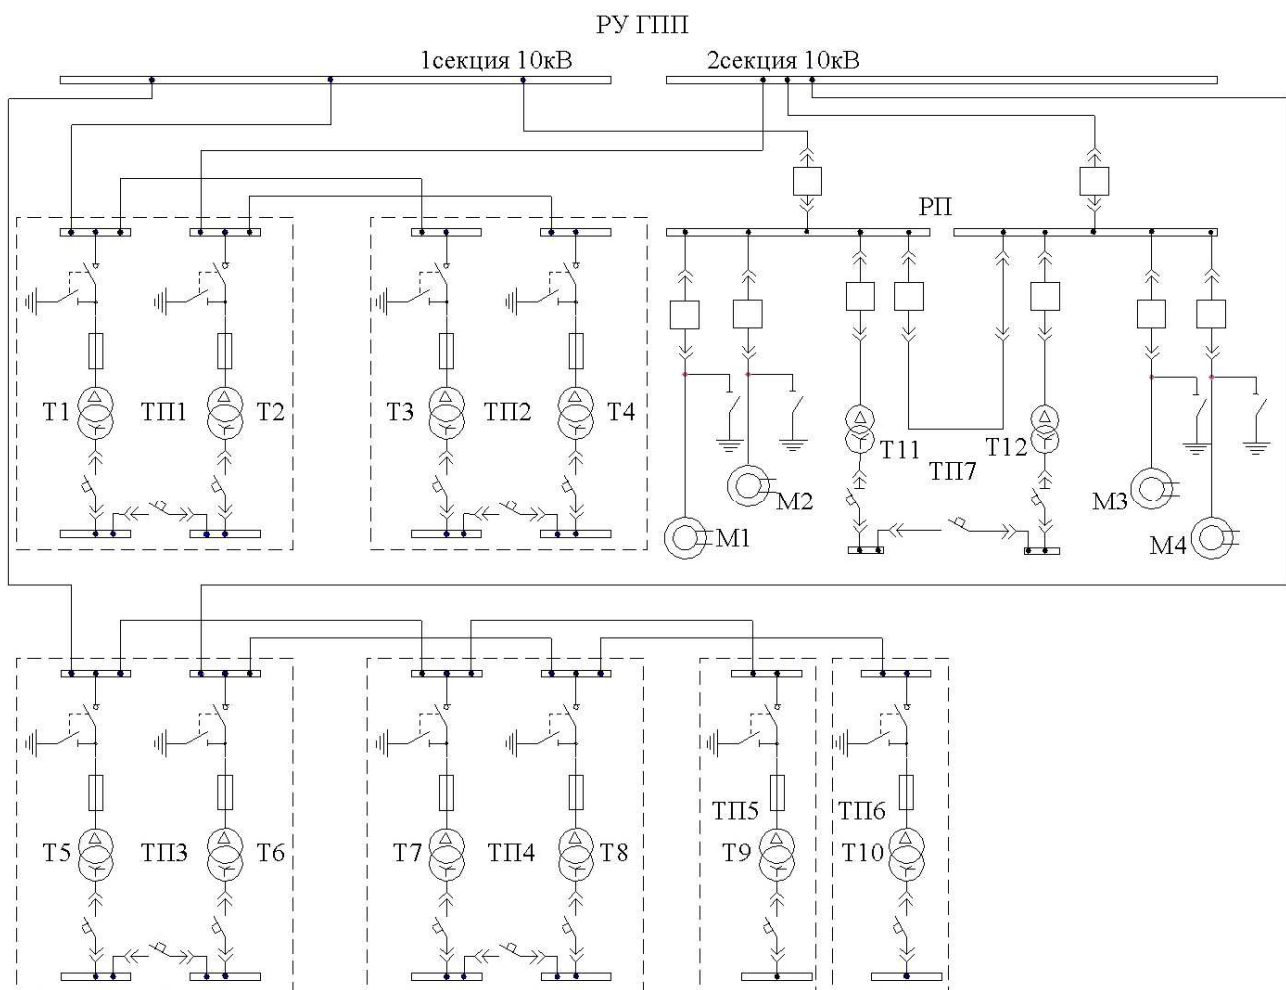 РУ ГПП
1секция 10кВ
2секция 10кВ
РП
Т1
ТП1
Т2
Т3
ТП2
Т4
Т11
ТП7
Т12
М1
М2
М3
М4
Т5
ТП3
Т6
Т7
ТП4
Т8
ТП5
Т9
ТП6
Т10